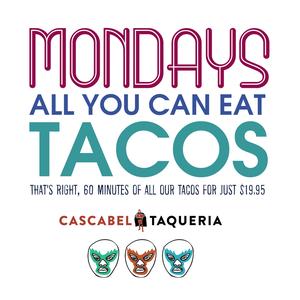 MONDAYS
ALL YOU CAN EAT
TACOS
THAT'S RIGHT, 60 MINUTES OF ALL OUR TACOS FOR JUST $19.95
CASCABEL TAQUERIA